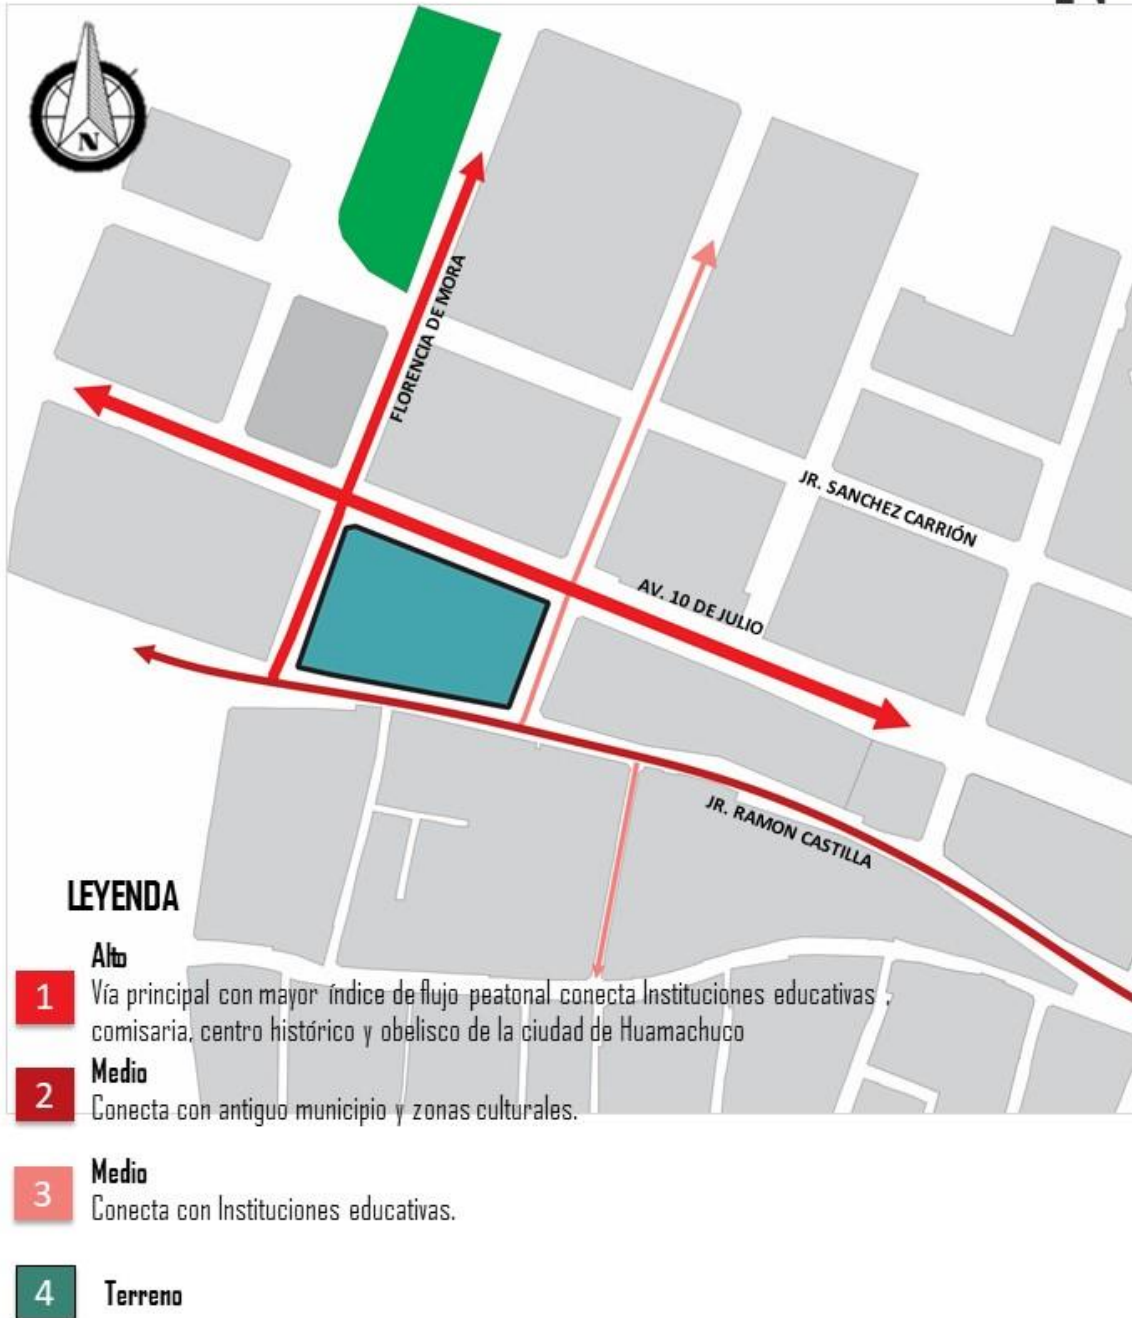 N
FLORENCIA DE MORA
JR. SANCHEZ CARRIÓN
AV. 10 DE JULIO
JR. RAMON CASTILLA
LEYENDA
1
Alto
Vía principal con mayor índice de flujo peatonal conecta Instituciones educativas ,
comisaria, centro histórico y obelisco de la ciudad de Huamachuco
2
Medio
Conecta con antiguo municipio y zonas culturales.
3
Medio
Conecta con Instituciones educativas.
4
Terreno